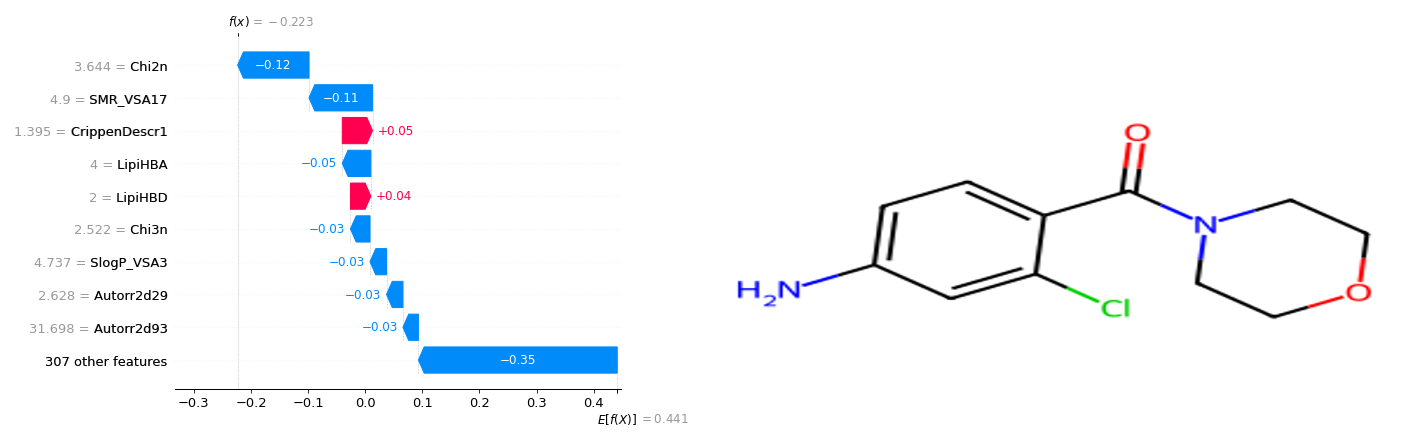 f(x) = −0.223
3.644 = Chi2n
−0.12
4.9 = SMR_VSA17
−0.11
1.395 = CrippenDescr1
+0.05
4 = LipiHBA
−0.05
2 = LipiHBD
+0.04
2.522 = Chi3n
−0.03
4.737 = SlogP_VSA3
−0.03
2.628 = Autorr2d29
−0.03
31.698 = Autorr2d93
−0.03
307 other features
−0.35
−0.3 −0.2 −0.1 0.0 0.1 0.2 0.3 0.4
E[f(X)] = 0.441
O
N
H2N
Cl
O